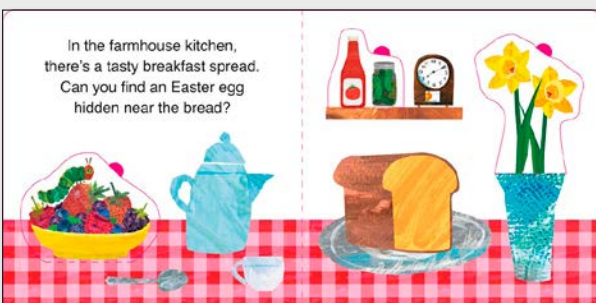 In the farmhouse kitchen,
there's a tasty breakfast spread.
Can you find an Easter egg
hidden near the bread?